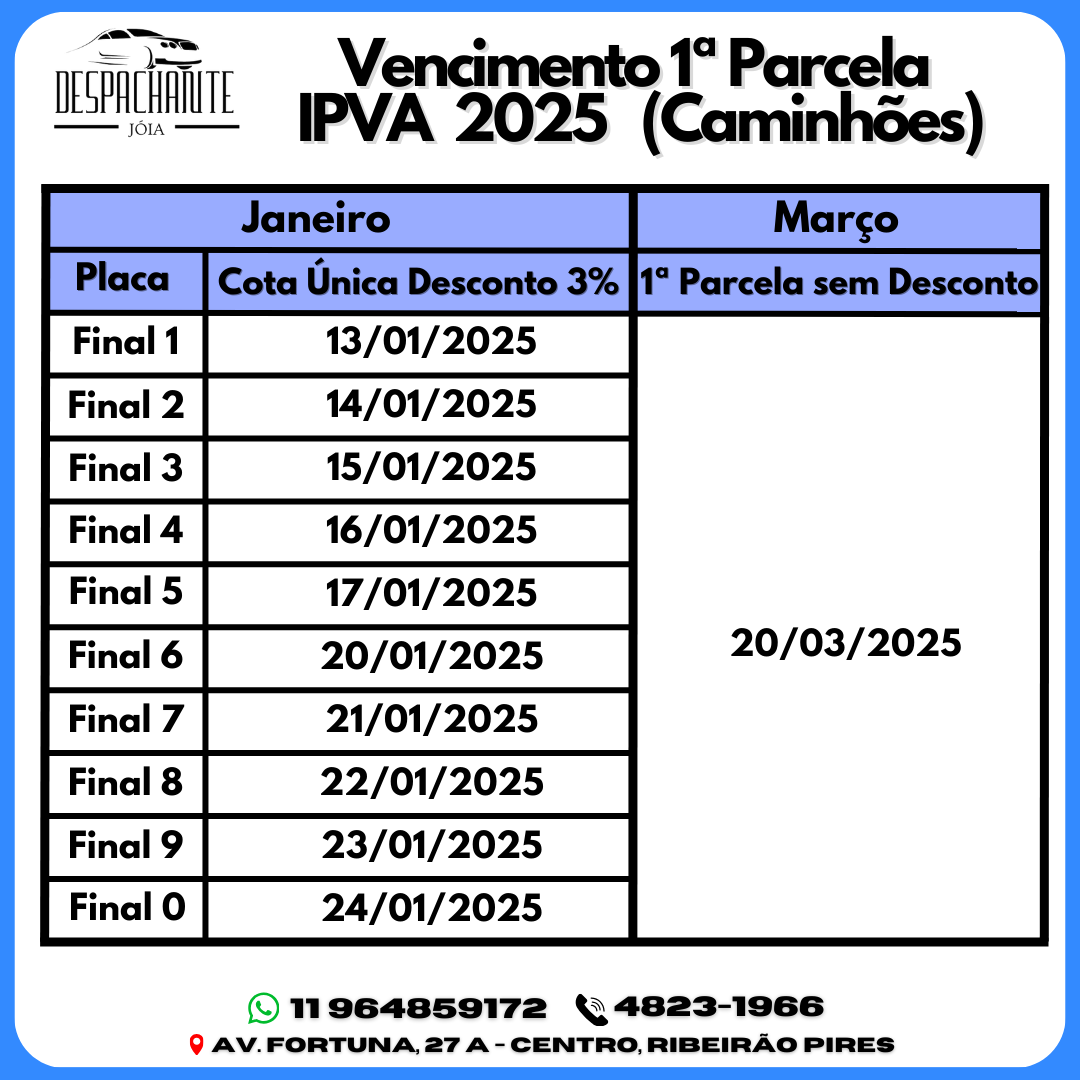 DESPACHANTE
JÓIA
Vencimento 1ª Parcela
IPVA 2025 (Caminhões)
Janeiro Março
Placa Cota Única Desconto 3% 1ª Parcela sem Desconto
Final 1 13/01/2025
Final 2 14/01/2025
Final 3 15/01/2025
Final 4 16/01/2025
Final 5 17/01/2025
Final 6 20/01/2025
20/03/2025
Final 7 21/01/2025
Final 8 22/01/2025
Final 9 23/01/2025
Final 0 24/01/2025
11 964859172 4823-1966
AV. FORTUNA, 27 A - CENTRO, RIBEIRÃO PIRES